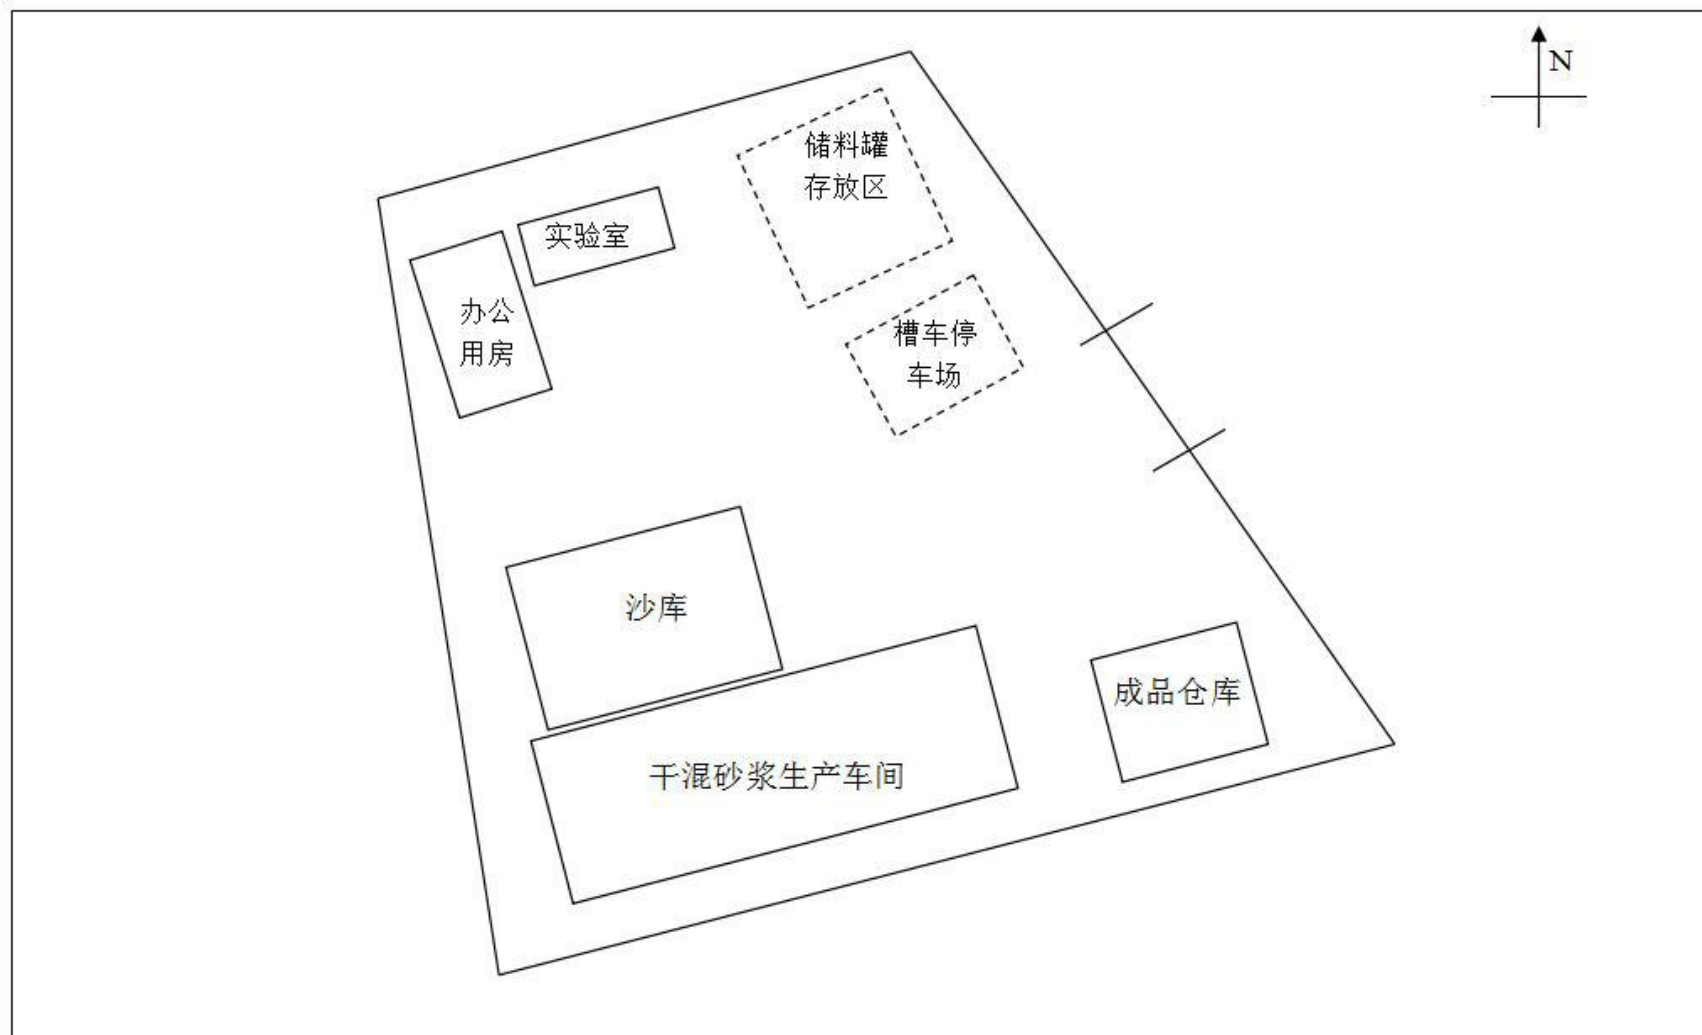 N
储料罐
存放区
实验室
办公
用房
槽车停
车场
沙库
成品仓库
干混砂浆生产车间